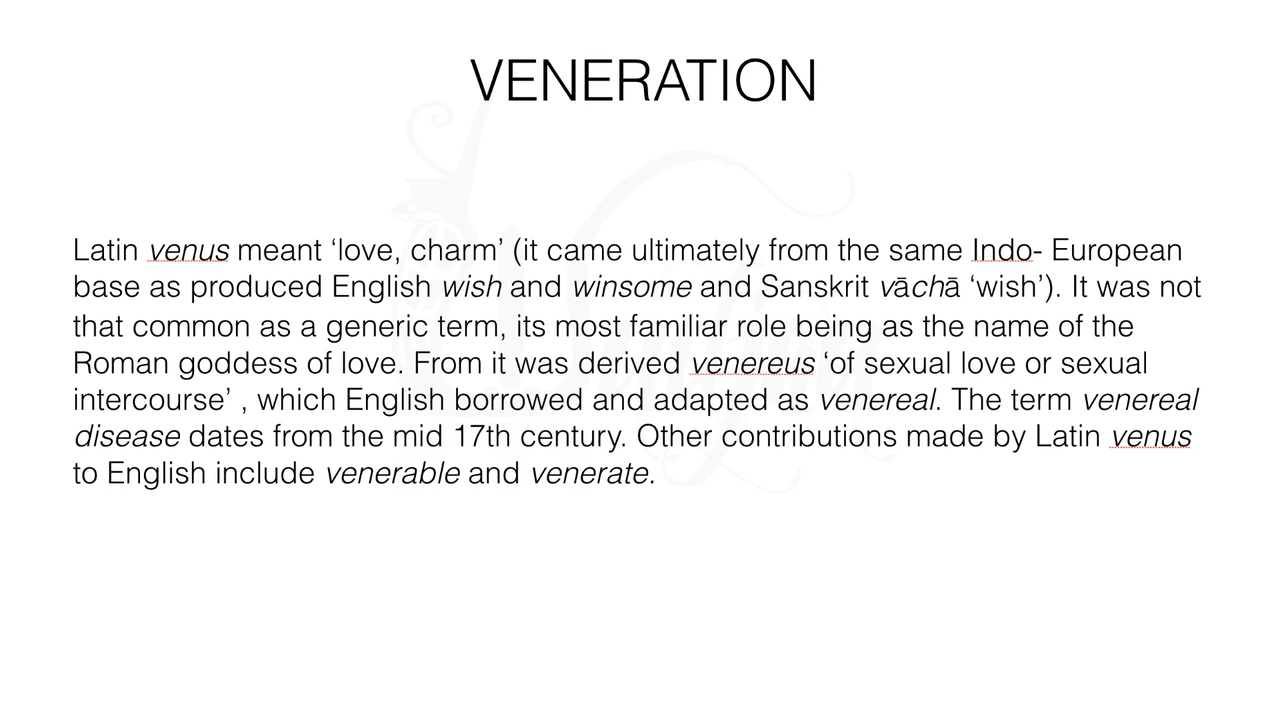 VENERATION
Latin venus meant ‘love, charm’ (it came ultimately from the same Indo- European
base as produced English wish and winsome and Sanskrit vāchā ‘wish’). It was not
that common as a generic term, its most familiar role being as the name of the
Roman goddess of love. From it was derived venereus ‘of sexual love or sexual
intercourse’ , which English borrowed and adapted as venereal. The term venereal
disease dates from the mid 17th century. Other contributions made by Latin venus
to English include venerable and venerate.